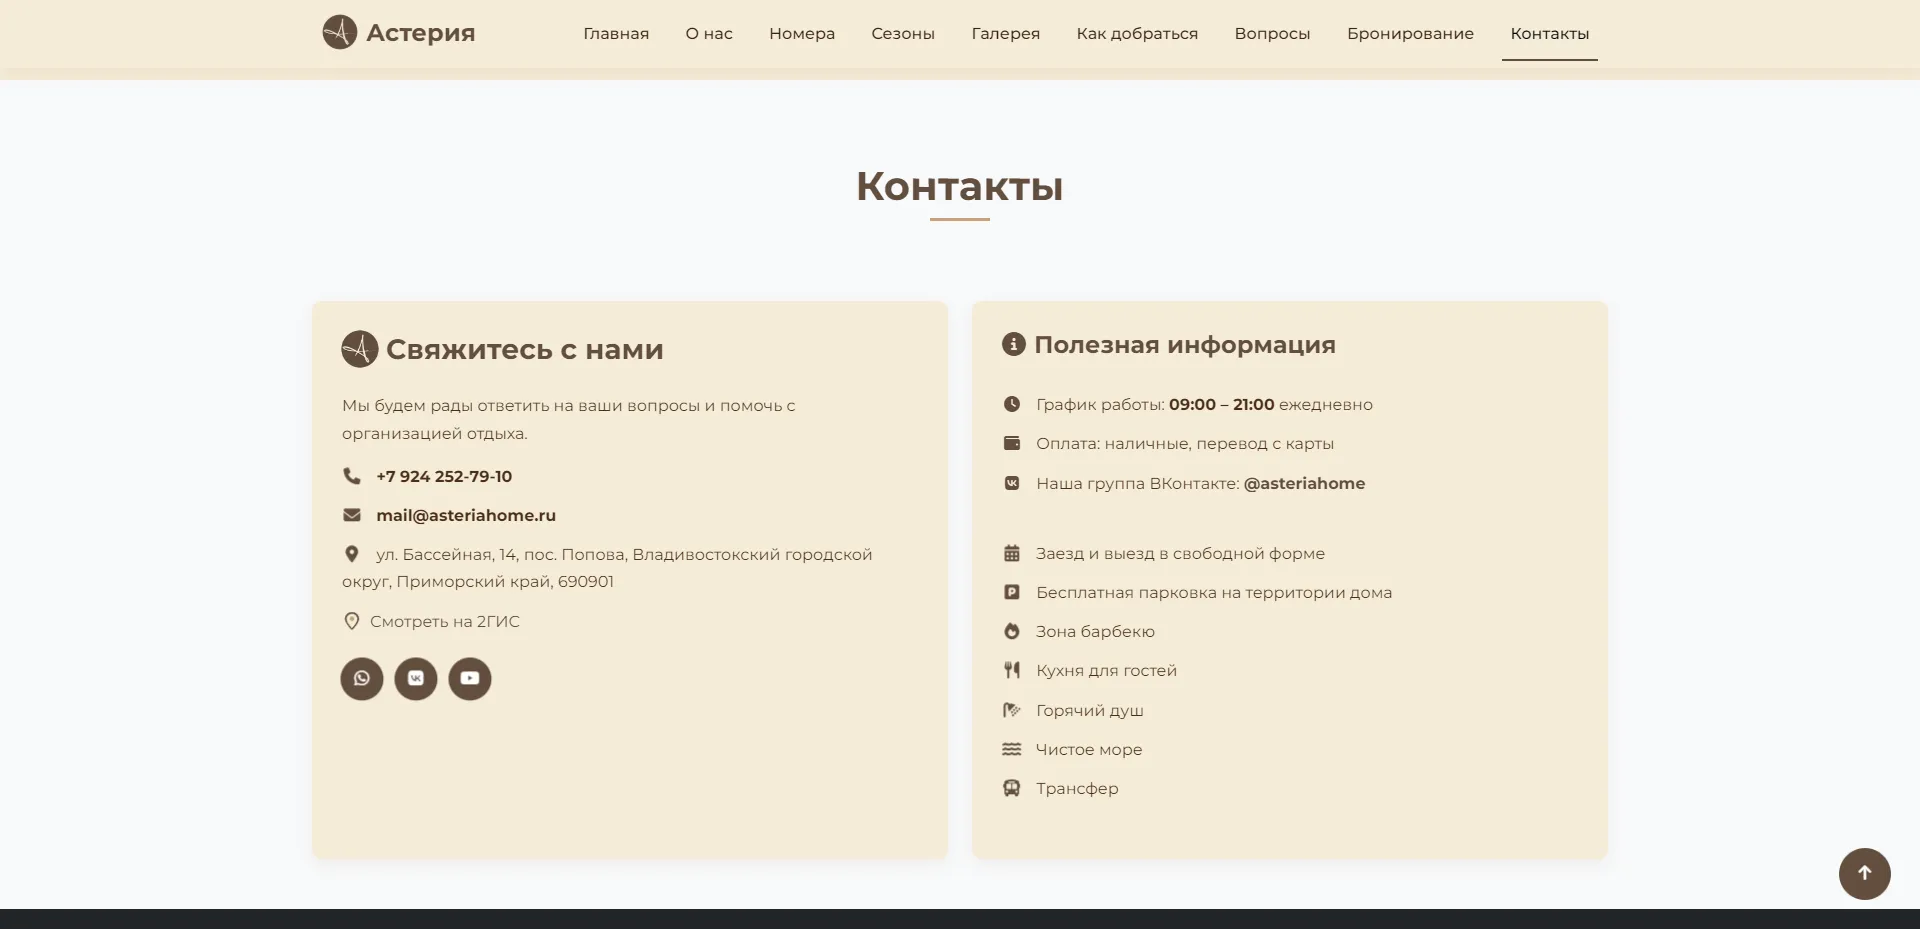 Астерия
Главная
О нас
Номера
Сезоны
Галерея
Как добраться
Вопросы
Бронирование
Контакты
Контакты
Свяжитесь с нами
Мы будем рады ответить на ваши вопросы и помочь с
организацией отдыха.
+7 924 252-79-10
mail@asteriahome.ru
ул. Бассейная, 14, пос. Попова, Владивостокский городской
округ, Приморский край, 690901
Смотреть на 2ГИС
Полезная информация
График работы: 09:00 – 21:00 ежедневно
Оплата: наличные, перевод с карты
Наша группа ВКонтакте: @asteriahome
Заезд и выезд в свободной форме
Бесплатная парковка на территории дома
Зона барбекю
Кухня для гостей
Горячий душ
Чистое море
Трансфер